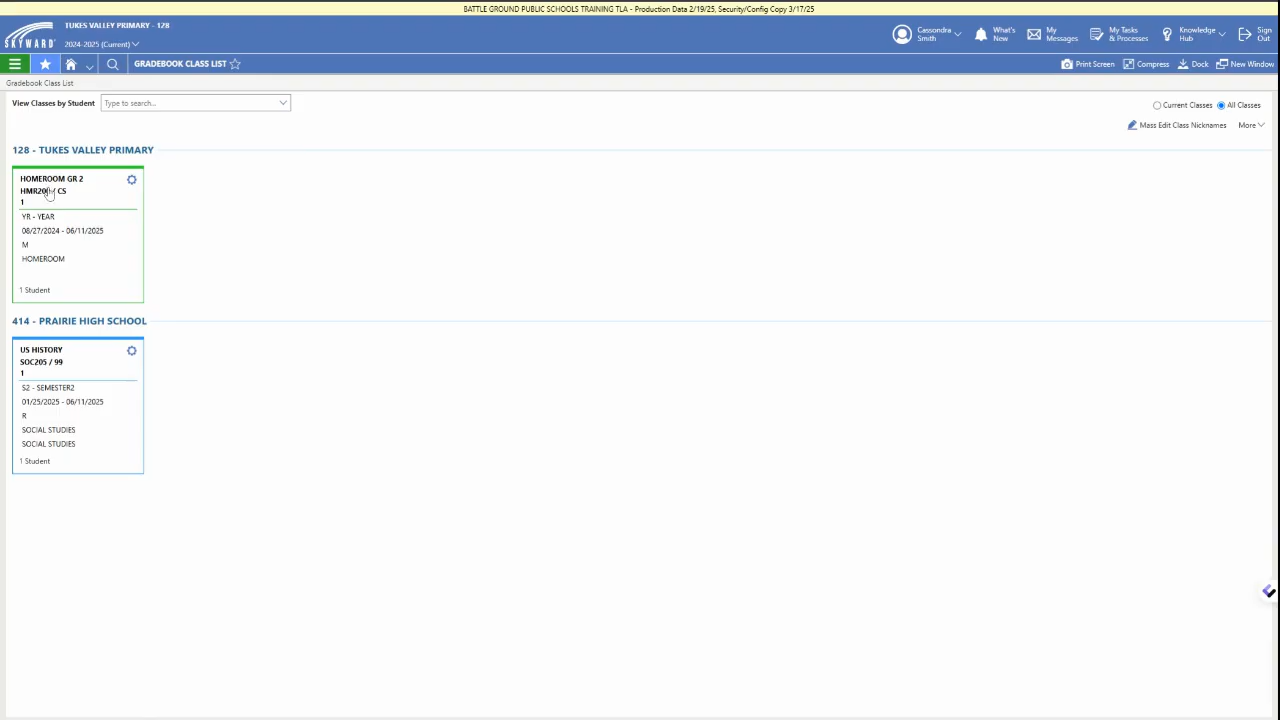 BATTLE GROUND PUBLIC SCHOOLS TRAINING TLA - Production Data 2/19/25, Security/Config Copy 3/17/25
SKYWARD
TUKES VALLEY PRIMARY - 128
2024-2025 (Current)
Cassondra Smith
What's New
My Messages
My Tasks & Processes
Knowledge Hub
Sign Out
GRADEBOOK CLASS LIST
Print Screen
Compress
Dock
New Window
Gradebook Class List
View Classes by Student
Type to search...
Current Classes
All Classes
Mass Edit Class Nicknames
More
128 - TUKES VALLEY PRIMARY
HOMEROOM GR 2
CS
1
YR - YEAR
08/27/2024 - 06/11/2025
M
HOMEROOM
1 Student
414 - PRAIRIE HIGH SCHOOL
US HISTORY
SOC205 / 99
1
S2 - SEMESTER2
01/25/2025 - 06/11/2025
R
SOCIAL STUDIES
SOCIAL STUDIES
1 Student